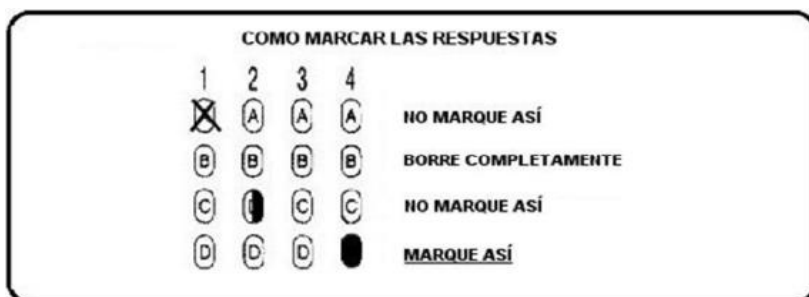 COMO MARCAR LAS RESPUESTAS
1 2 3 4
A A A NO MARQUE ASÍ
B B B B BORRE COMPLETAMENTE
C C C NO MARQUE ASÍ
D D D MARQUE ASÍ